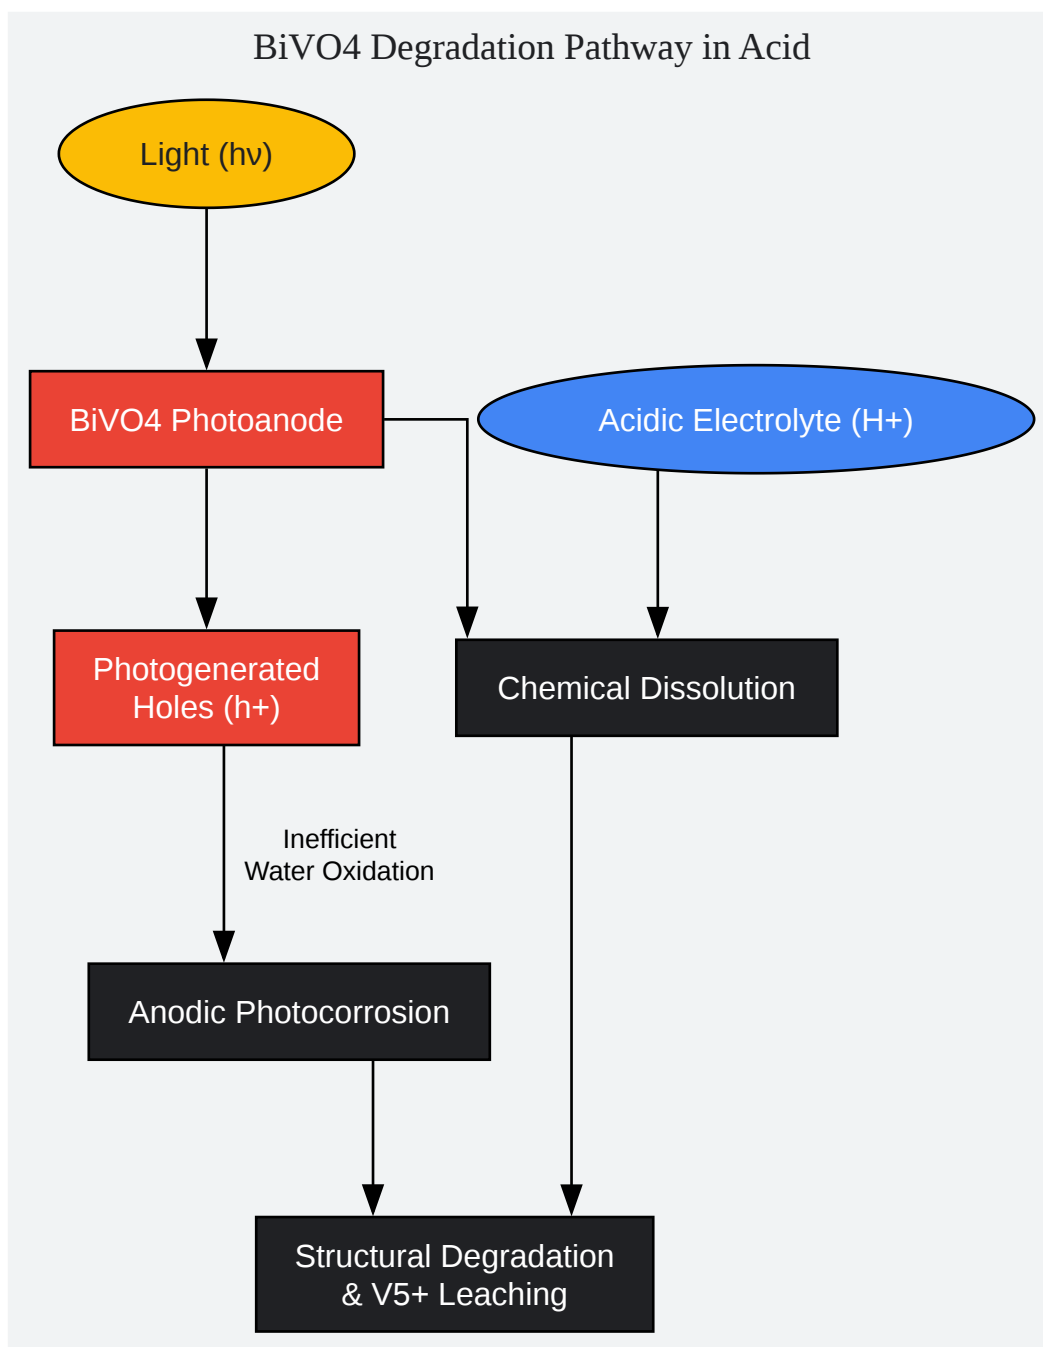 BiVO4 Degradation Pathway in Acid
Light (hν)
BiVO4 Photoanode
Acidic Electrolyte (H+)
Photogenerated
Holes (h+)
Chemical Dissolution
Inefficient
Water Oxidation
Anodic Photocorrosion
Structural Degradation
& V5+ Leaching